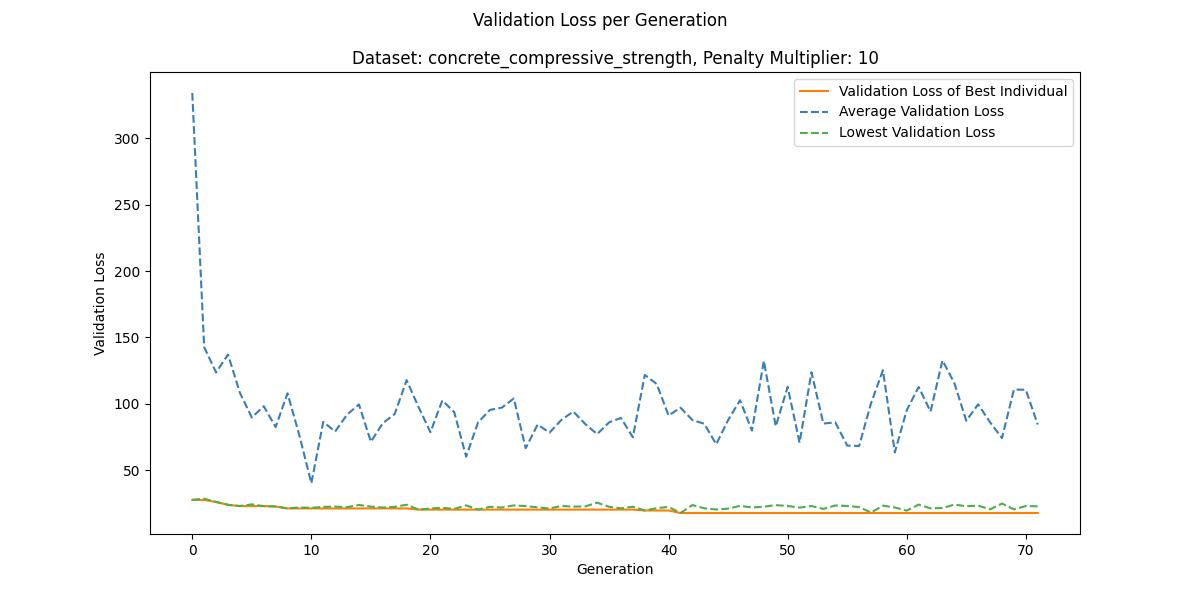 Validation Loss per Generation
Dataset: concrete_compressive_strength, Penalty Multiplier: 10
Validation Loss of Best Individual
Average Validation Loss
Lowest Validation Loss
300
250
200
150
100
50
Validation Loss
0 10 20 30 40 50 60 70
Generation